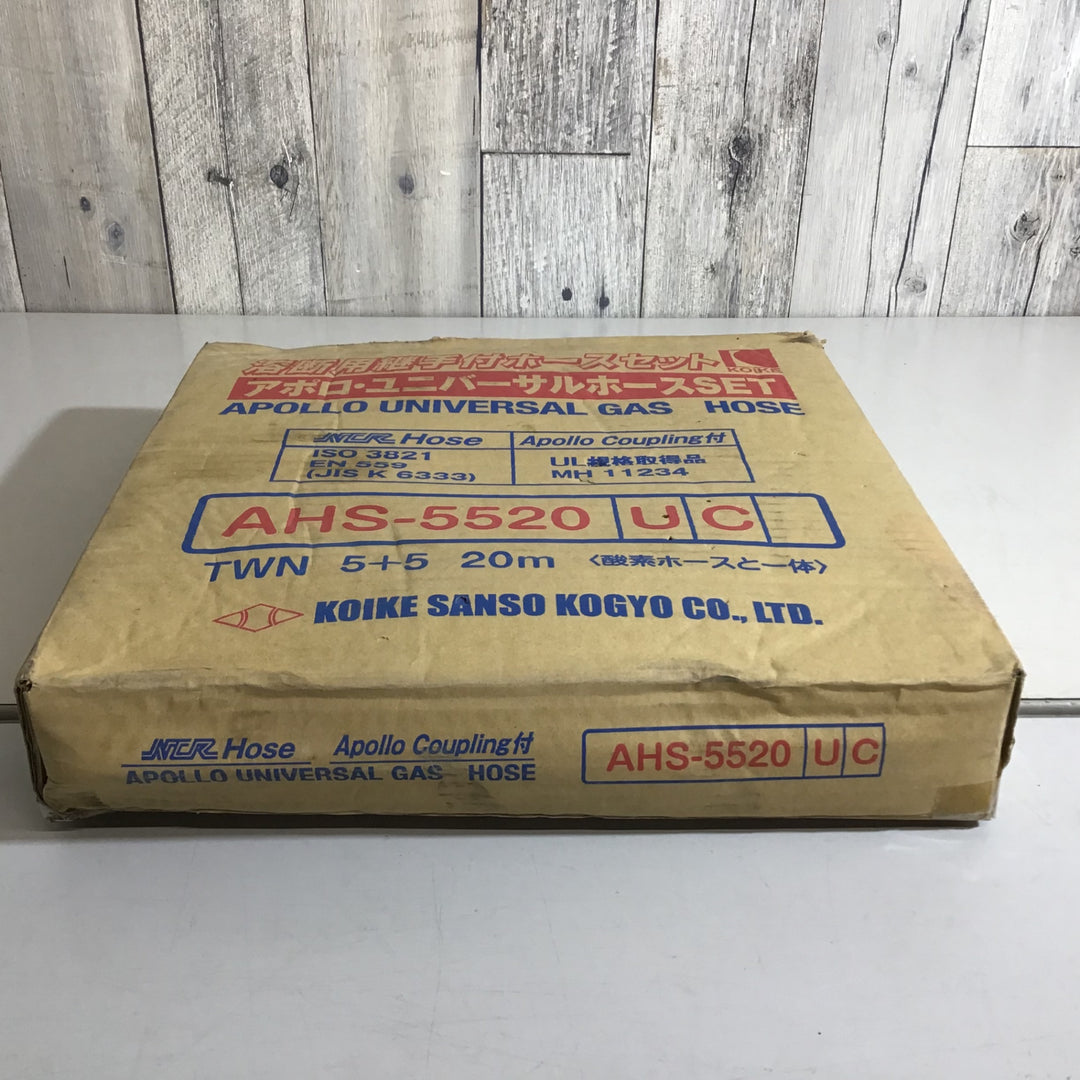 溶断用継手付ホースセット
KOIKE
アポロ・ユニバーサルホースSET
APOLLO UNIVERSAL GAS HOSE
NCR Hose
Apollo Coupling付
ISO 3821
EN 559
(JIS K 6333)
UL規格取得品
MH 11234
AHS-5520 U C
TWN 5+5 20m 〈酸素ホースと一体〉
KOIKE SANSO KOGYO CO., LTD.
NCR Hose Apollo Coupling付
APOLLO UNIVERSAL GAS HOSE
AHS-5520 U C